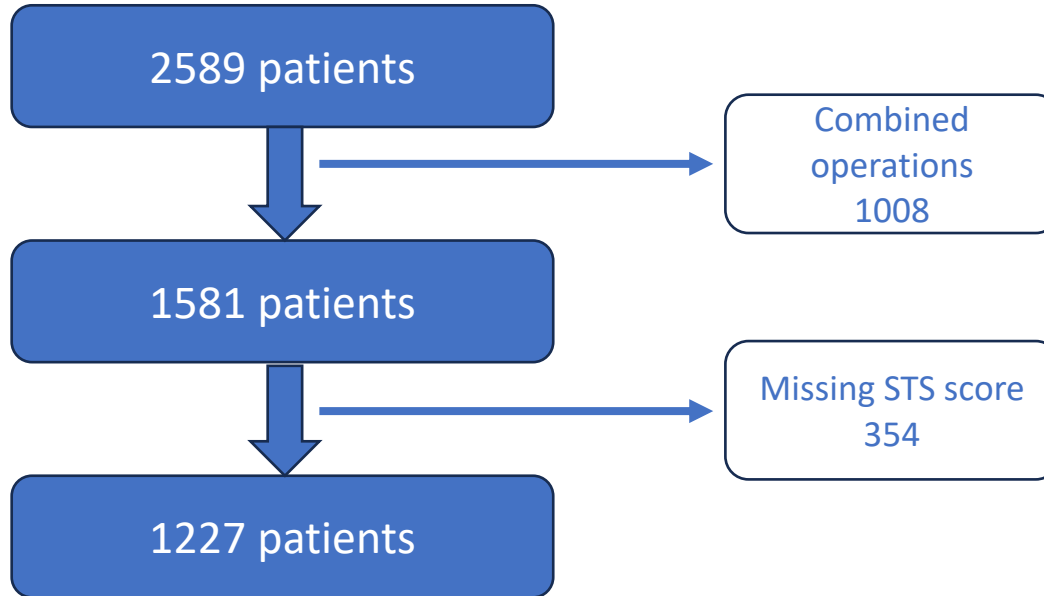 2589 patients
Combined
operations
1008
1581 patients
Missing STS score
354
1227 patients